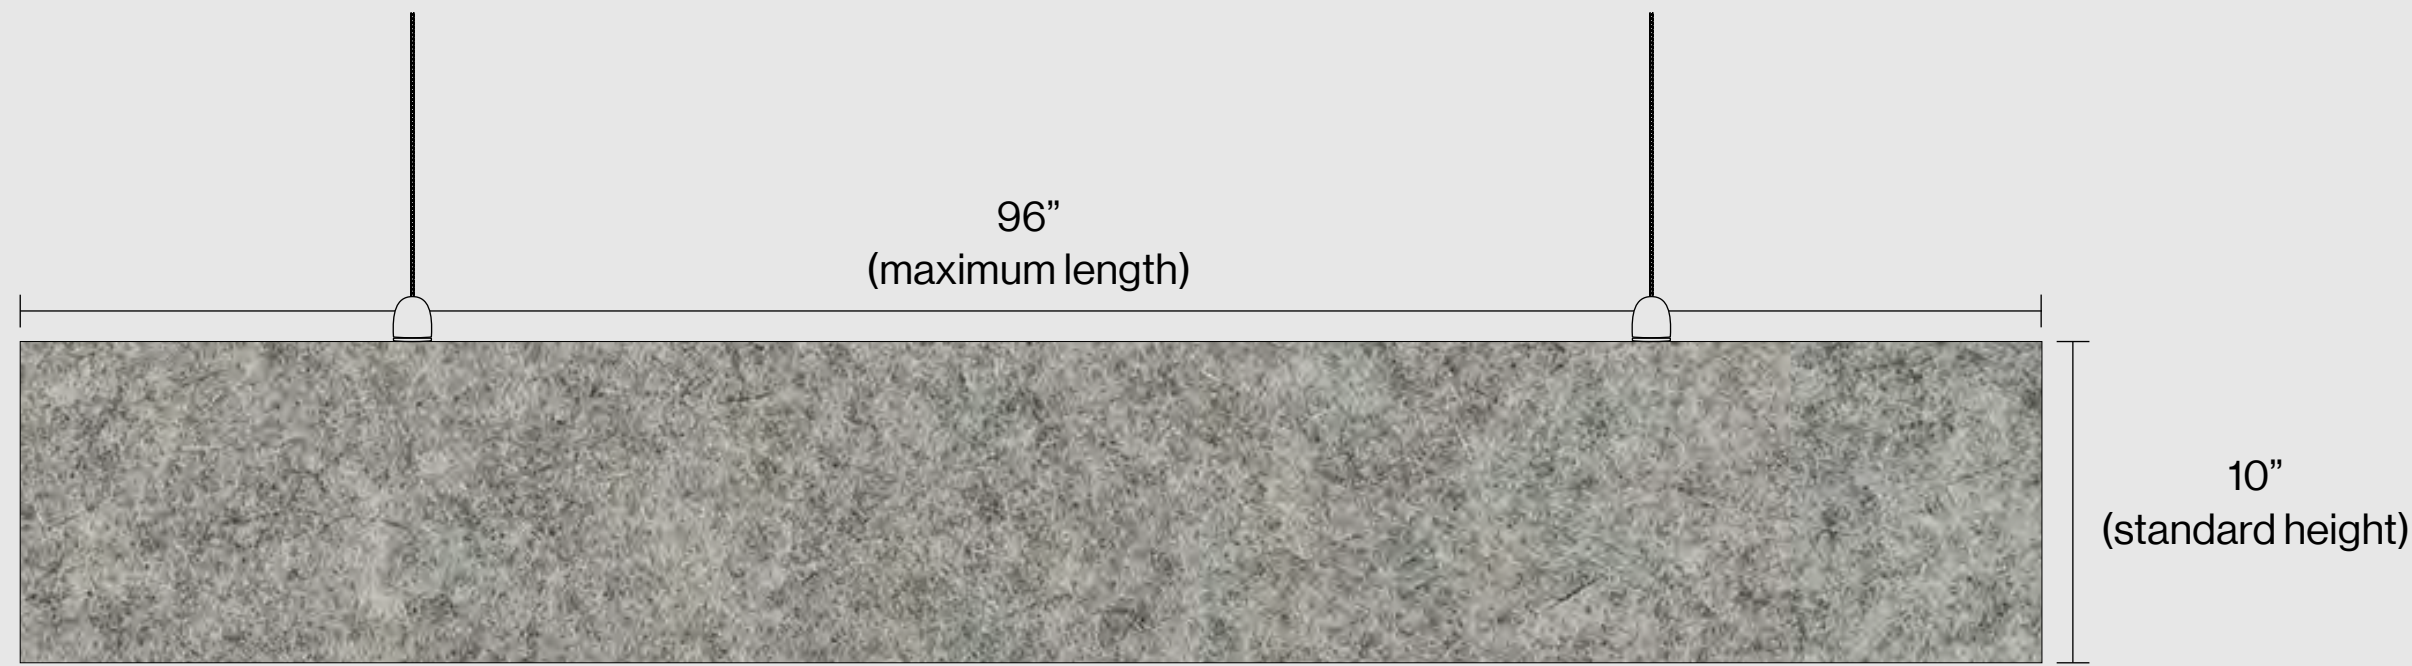 96”
(maximum length)
10”
(standard height)